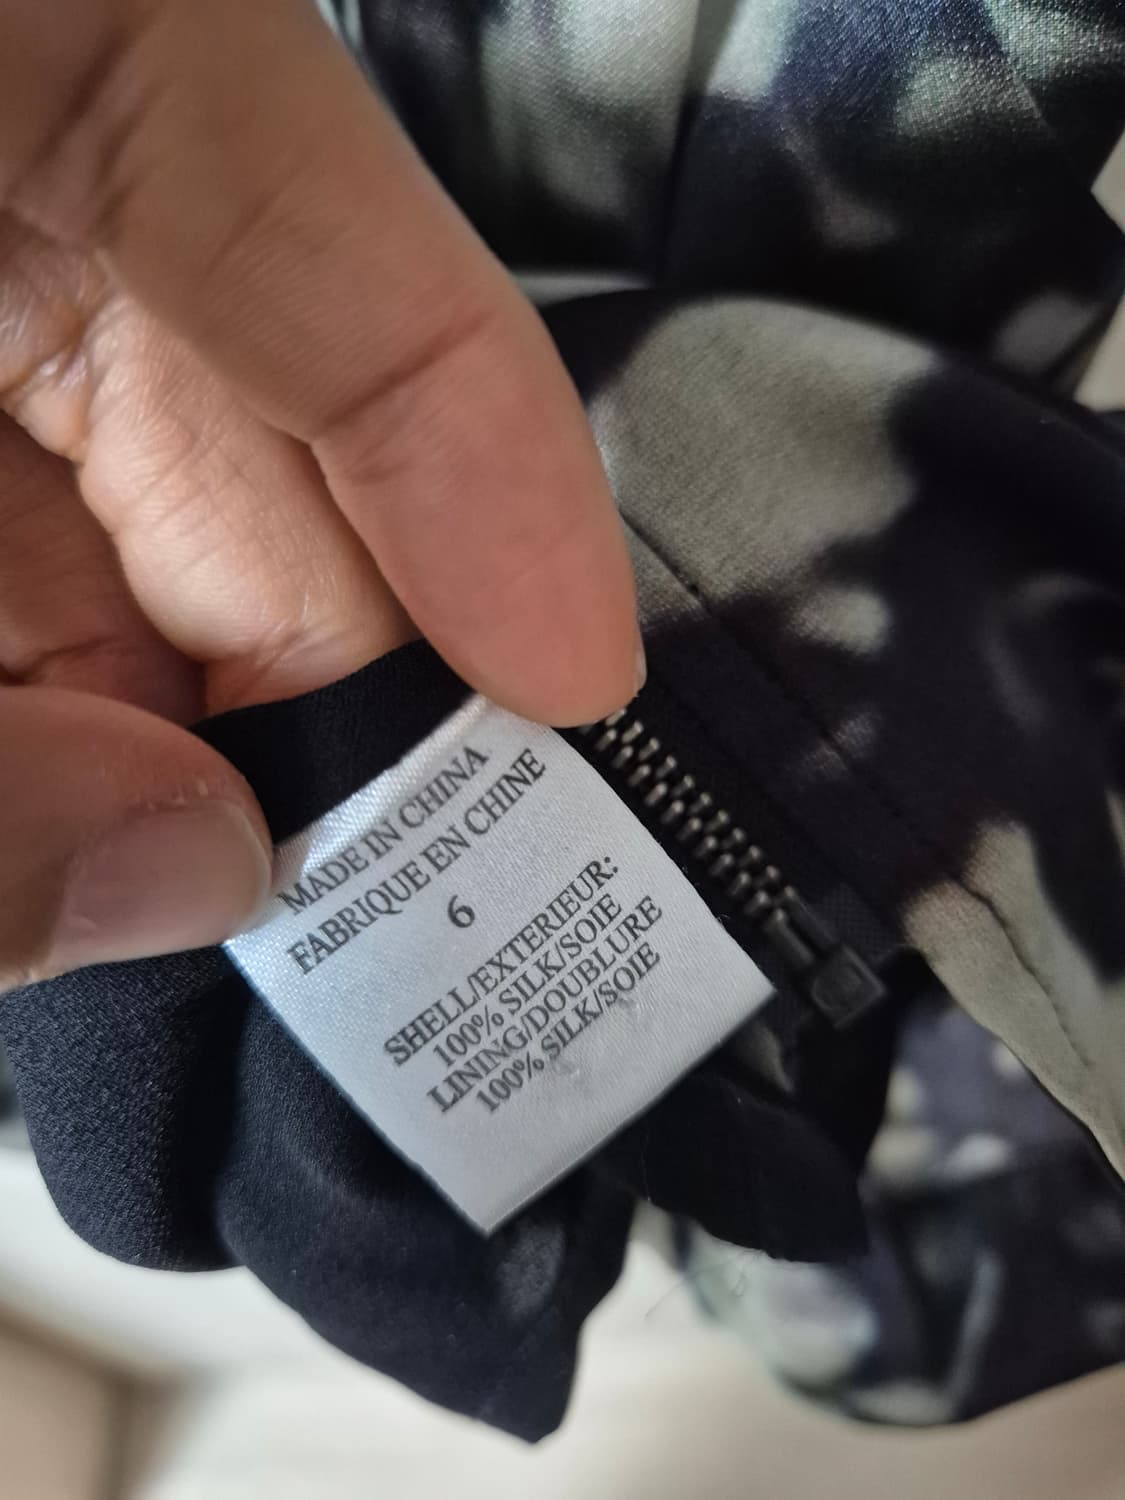 MADE IN CHINA
FABRIQUE EN CHINE
6
SHELL/EXTERIEUR:
100% SILK/SOIE
LINING/DOUBLURE
100% SILK/SOIE